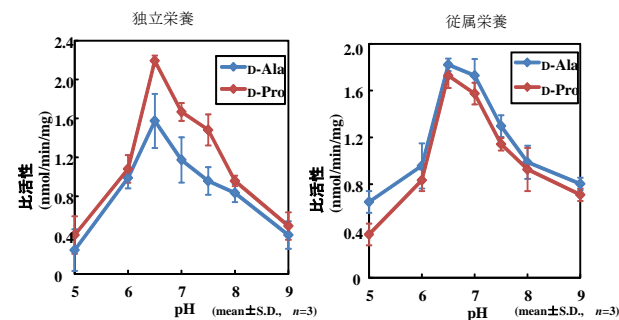 独立栄養
2.4
2.0
1.6
1.2
0.8
0.4
0
比活性
(nmol/min/mg)
D-Ala
D-Pro
5 6 7 8 9
pH (mean±S.D., n=3)
従属栄養
2.0
1.6
1.2
0.8
0.4
0
比活性
(nmol/min/mg)
D-Ala
D-Pro
5 6 7 8 9
pH (mean±S.D., n=3)